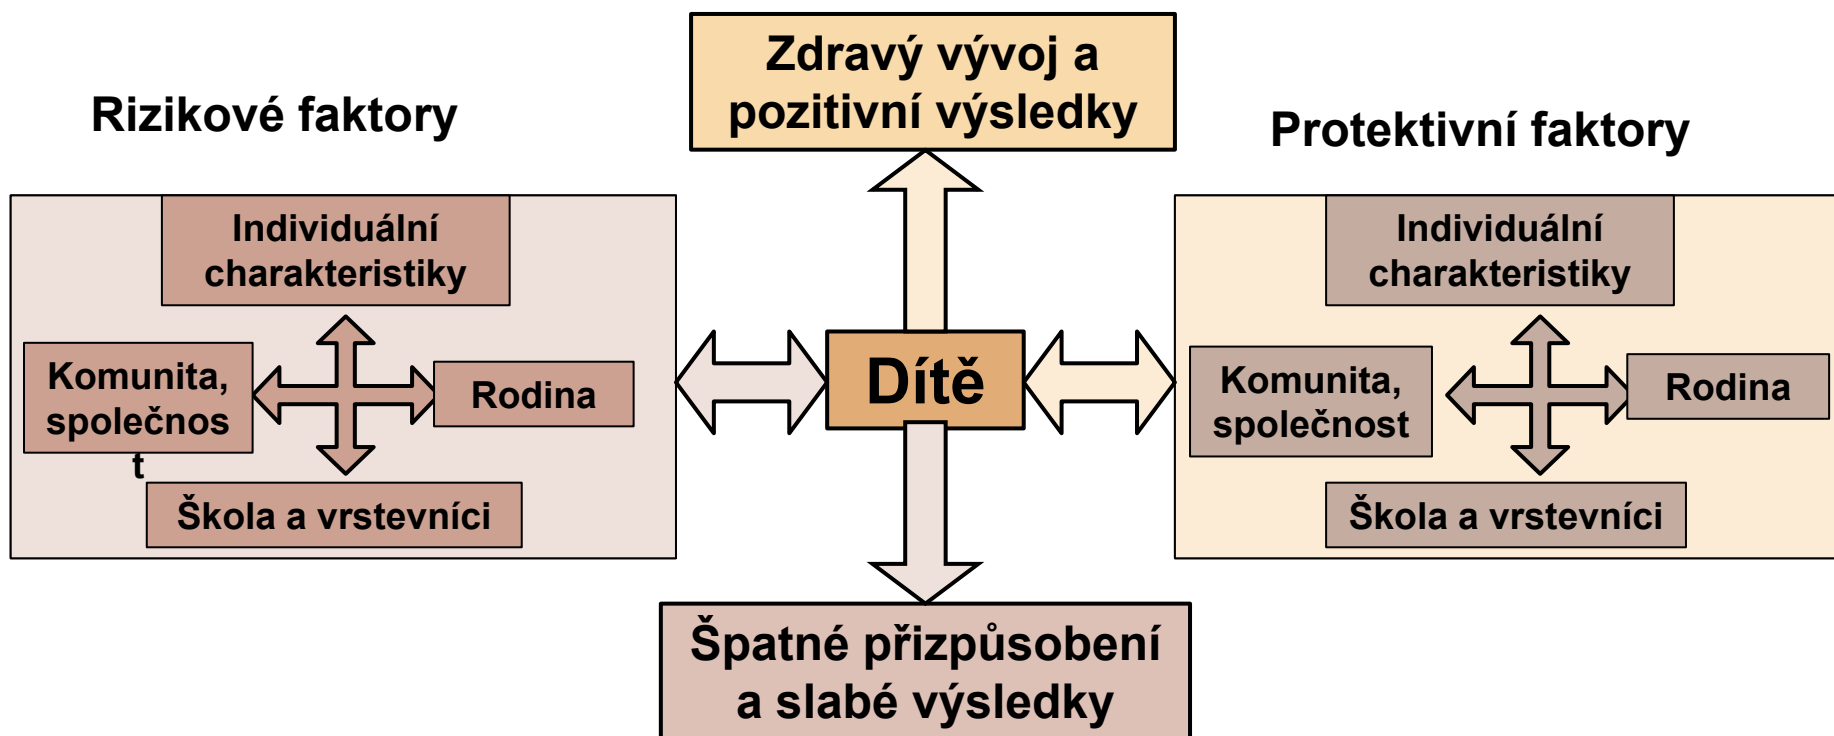 Zdravý vývoj a
pozitivní výsledky
Rizikové faktory
Protektivní faktory
Individuální
charakteristiky
Komunita,
společnos
t
Rodina
Škola a vrstevníci
Dítě
Individuální
charakteristiky
Komunita,
společnost
Rodina
Škola a vrstevníci
Špatné přizpůsobení
a slabé výsledky